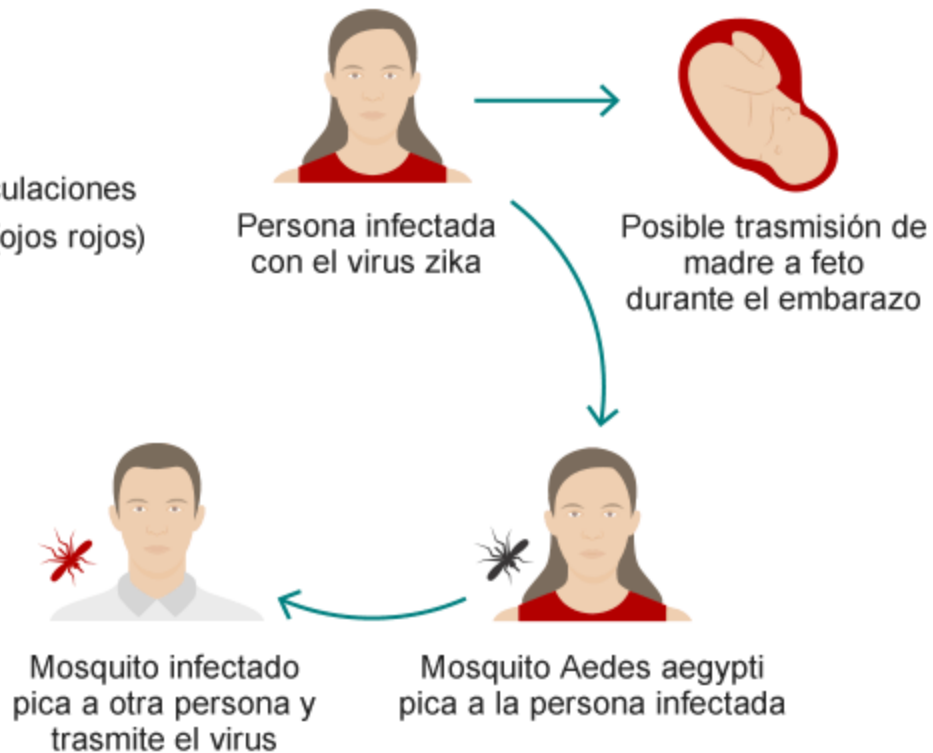 ojos rojos)
Persona infectada
con el virus zika
Posible trasmisión de
madre a feto
durante el embarazo
Mosquito infectado
pica a otra persona y
trasmite el virus
Mosquito Aedes aegypti
pica a la persona infectada